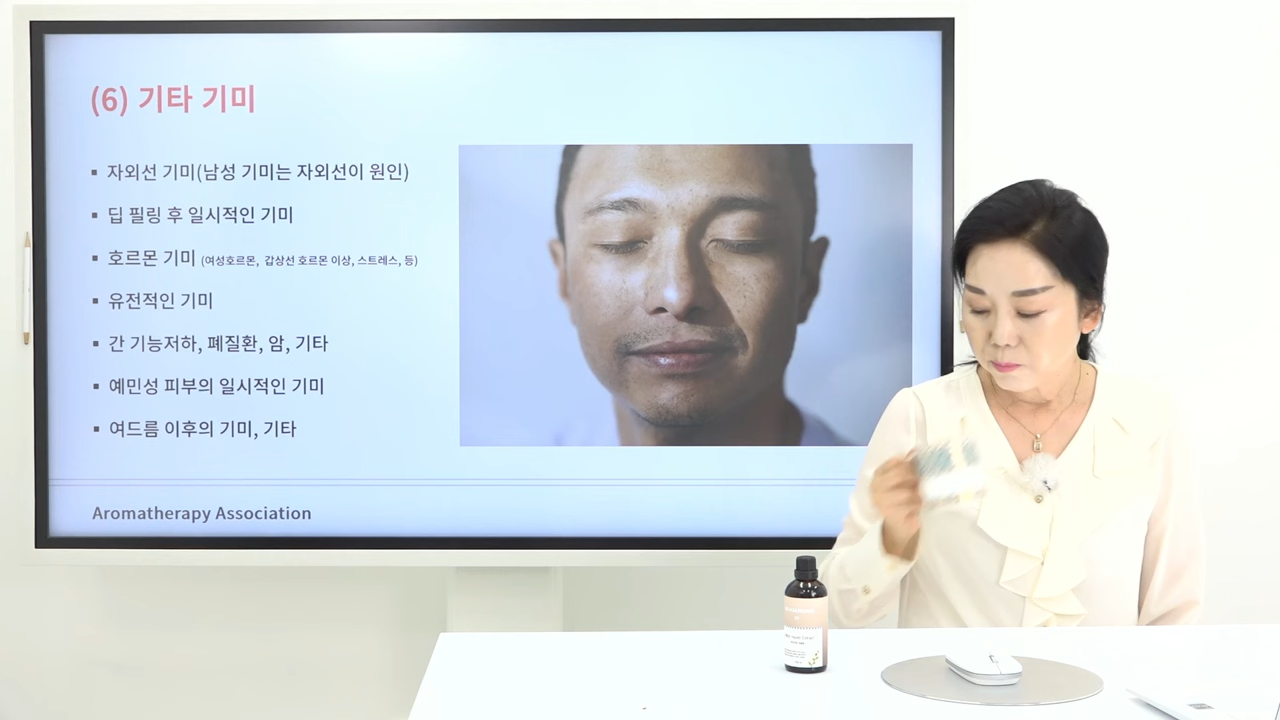 (6) 기타 기미
▪ 자외선 기미(남성 기미는 자외선이 원인)
▪ 딥 필링 후 일시적인 기미
▪ 호르몬 기미 (여성호르몬, 갑상선 호르몬 이상, 스트레스, 등)
▪ 유전적인 기미
▪ 간 기능저하, 폐질환, 암, 기타
▪ 예민성 피부의 일시적인 기미
▪ 여드름 이후의 기미, 기타
Aromatherapy Association